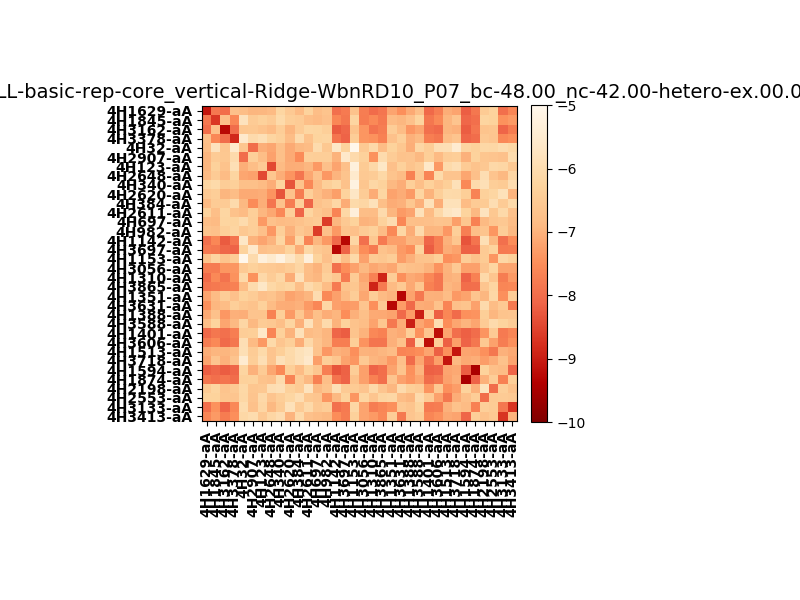 LL-basic-rep-core_vertical-Ridge-WbnRD10_P07_bc-48.00_nc-42.00-hetero-ex.00.0
4H1629-aA
4H1845-aA
4H3162-aA
4H3378-aA
4H32-aA
4H2907-aA
4H123-aA
4H2648-aA
4H340-aA
4H2620-aA
4H384-aA
4H2611-aA
4H697-aA
4H982-aA
4H1142-aA
4H3697-aA
4H1153-aA
4H3056-aA
4H1310-aA
4H3865-aA
4H1351-aA
4H3631-aA
4H1388-aA
4H3588-aA
4H1401-aA
4H3606-aA
4H1513-aA
4H3718-aA
4H1594-aA
4H1874-aA
4H2198-aA
4H2553-aA
4H3133-aA
4H3413-aA
4H1629-aA
4H1845-aA
4H3162-aA
4H3378-aA
4H32-aA
4H2907-aA
4H123-aA
4H2648-aA
4H340-aA
4H2620-aA
4H384-aA
4H2611-aA
4H697-aA
4H982-aA
4H1142-aA
4H3697-aA
4H1153-aA
4H3056-aA
4H1310-aA
4H3865-aA
4H1351-aA
4H3631-aA
4H1388-aA
4H3588-aA
4H1401-aA
4H3606-aA
4H1513-aA
4H3718-aA
4H1594-aA
4H1874-aA
4H2198-aA
4H2553-aA
4H3133-aA
4H3413-aA
−5
−6
−7
−8
−9
−10